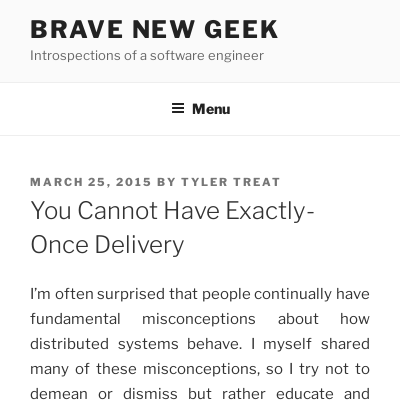 BRAVE NEW GEEK
Introspections of a software engineer
Menu
MARCH 25, 2015 BY TYLER TREAT
You Cannot Have Exactly-
Once Delivery
I’m often surprised that people continually have
fundamental misconceptions about how
distributed systems behave. I myself shared
many of these misconceptions, so I try not to
demean or dismiss but rather educate and